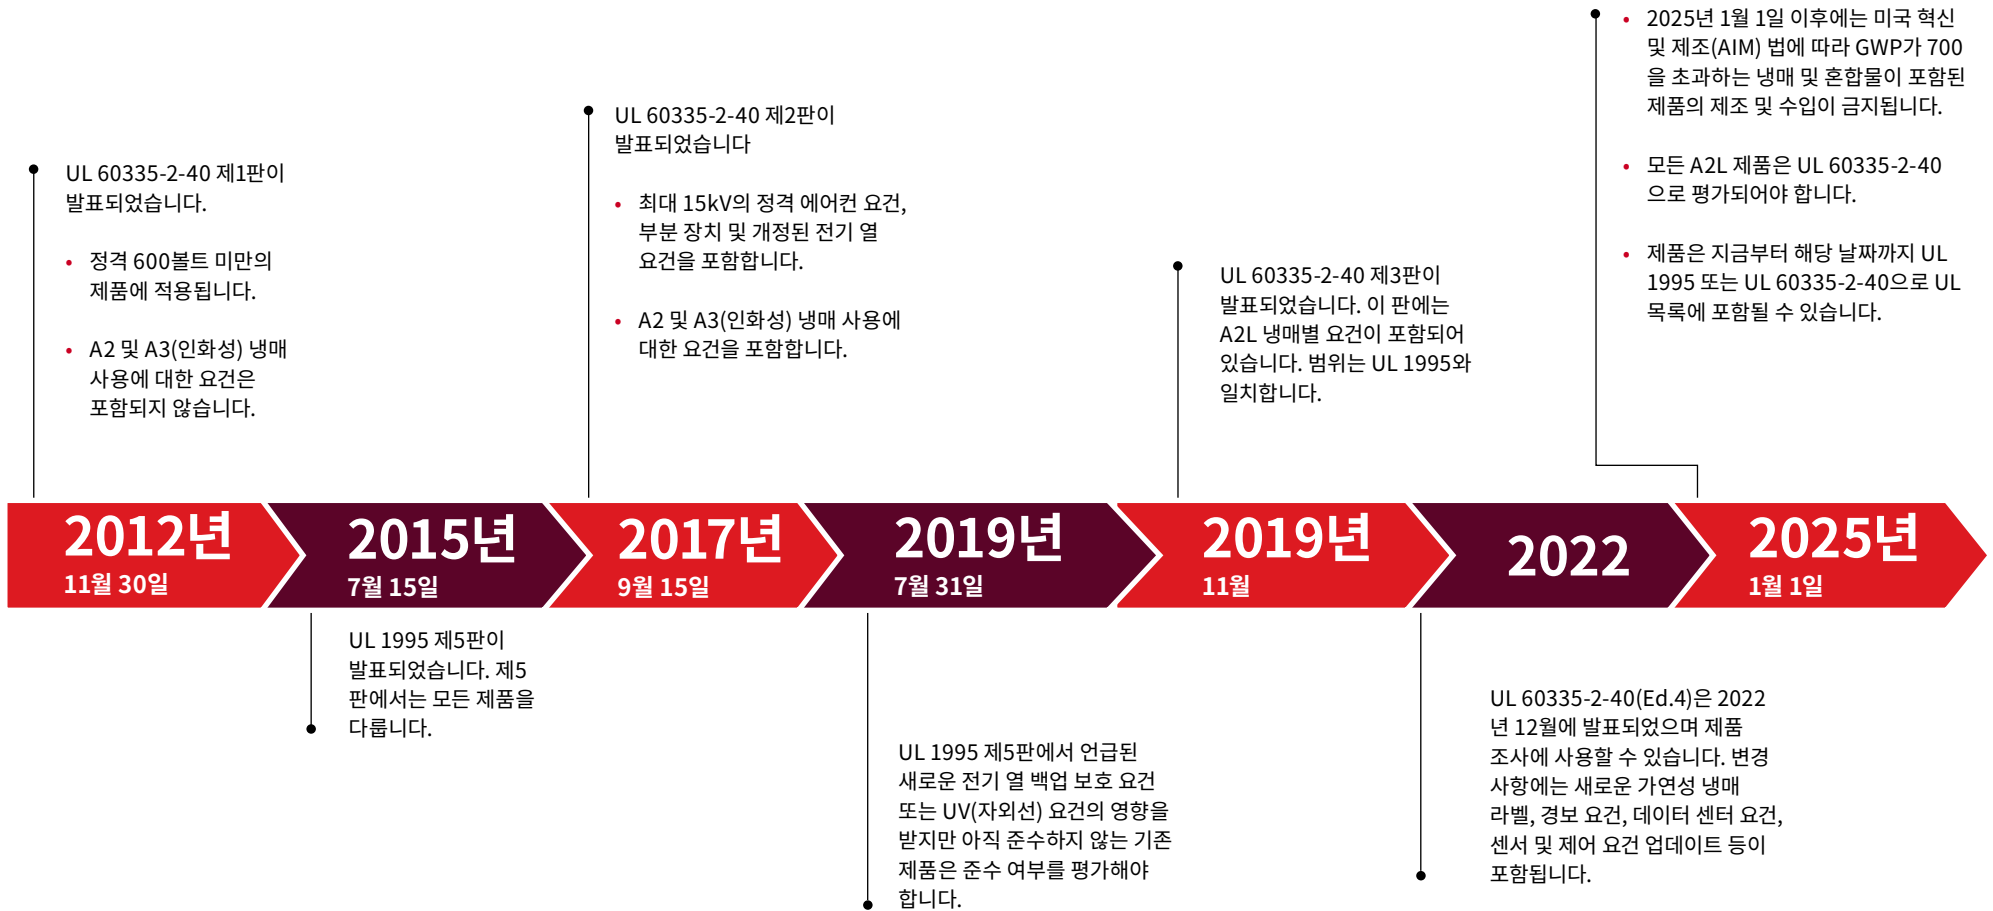 UL 60335-2-40 제1판이
발표되었습니다.
• 정격 600볼트 미만의
제품에 적용됩니다.
• A2 및 A3(인화성) 냉매
사용에 대한 요건은
포함되지 않습니다.
UL 60335-2-40 제2판이
발표되었습니다
• 최대 15kV의 정격 에어컨 요건,
부분 장치 및 개정된 전기 열
요건을 포함합니다.
• A2 및 A3(인화성) 냉매 사용에
대한 요건을 포함합니다.
UL 60335-2-40 제3판이
발표되었습니다. 이 판에는
A2L 냉매별 요건이 포함되어
있습니다. 범위는 UL 1995와
일치합니다.
• 2025년 1월 1일 이후에는 미국 혁신
및 제조(AIM) 법에 따라 GWP가 700
을 초과하는 냉매 및 혼합물이 포함된
제품의 제조 및 수입이 금지됩니다.
• 모든 A2L 제품은 UL 60335-2-40
으로 평가되어야 합니다.
• 제품은 지금부터 해당 날짜까지 UL
1995 또는 UL 60335-2-40으로 UL
목록에 포함될 수 있습니다.
2012년
11월 30일
2015년
7월 15일
2017년
9월 15일
2019년
7월 31일
2019년
11월
2022
2025년
1월 1일
UL 1995 제5판이
발표되었습니다. 제5
판에서는 모든 제품을
다룹니다.
UL 1995 제5판에서 언급된
새로운 전기 열 백업 보호 요건
또는 UV(자외선) 요건의 영향을
받지만 아직 준수하지 않는 기존
제품은 준수 여부를 평가해야
합니다.
UL 60335-2-40(Ed.4)은 2022
년 12월에 발표되었으며 제품
조사에 사용할 수 있습니다. 변경
사항에는 새로운 가연성 냉매
라벨, 경보 요건, 데이터 센터 요건,
센서 및 제어 요건 업데이트 등이
포함됩니다.